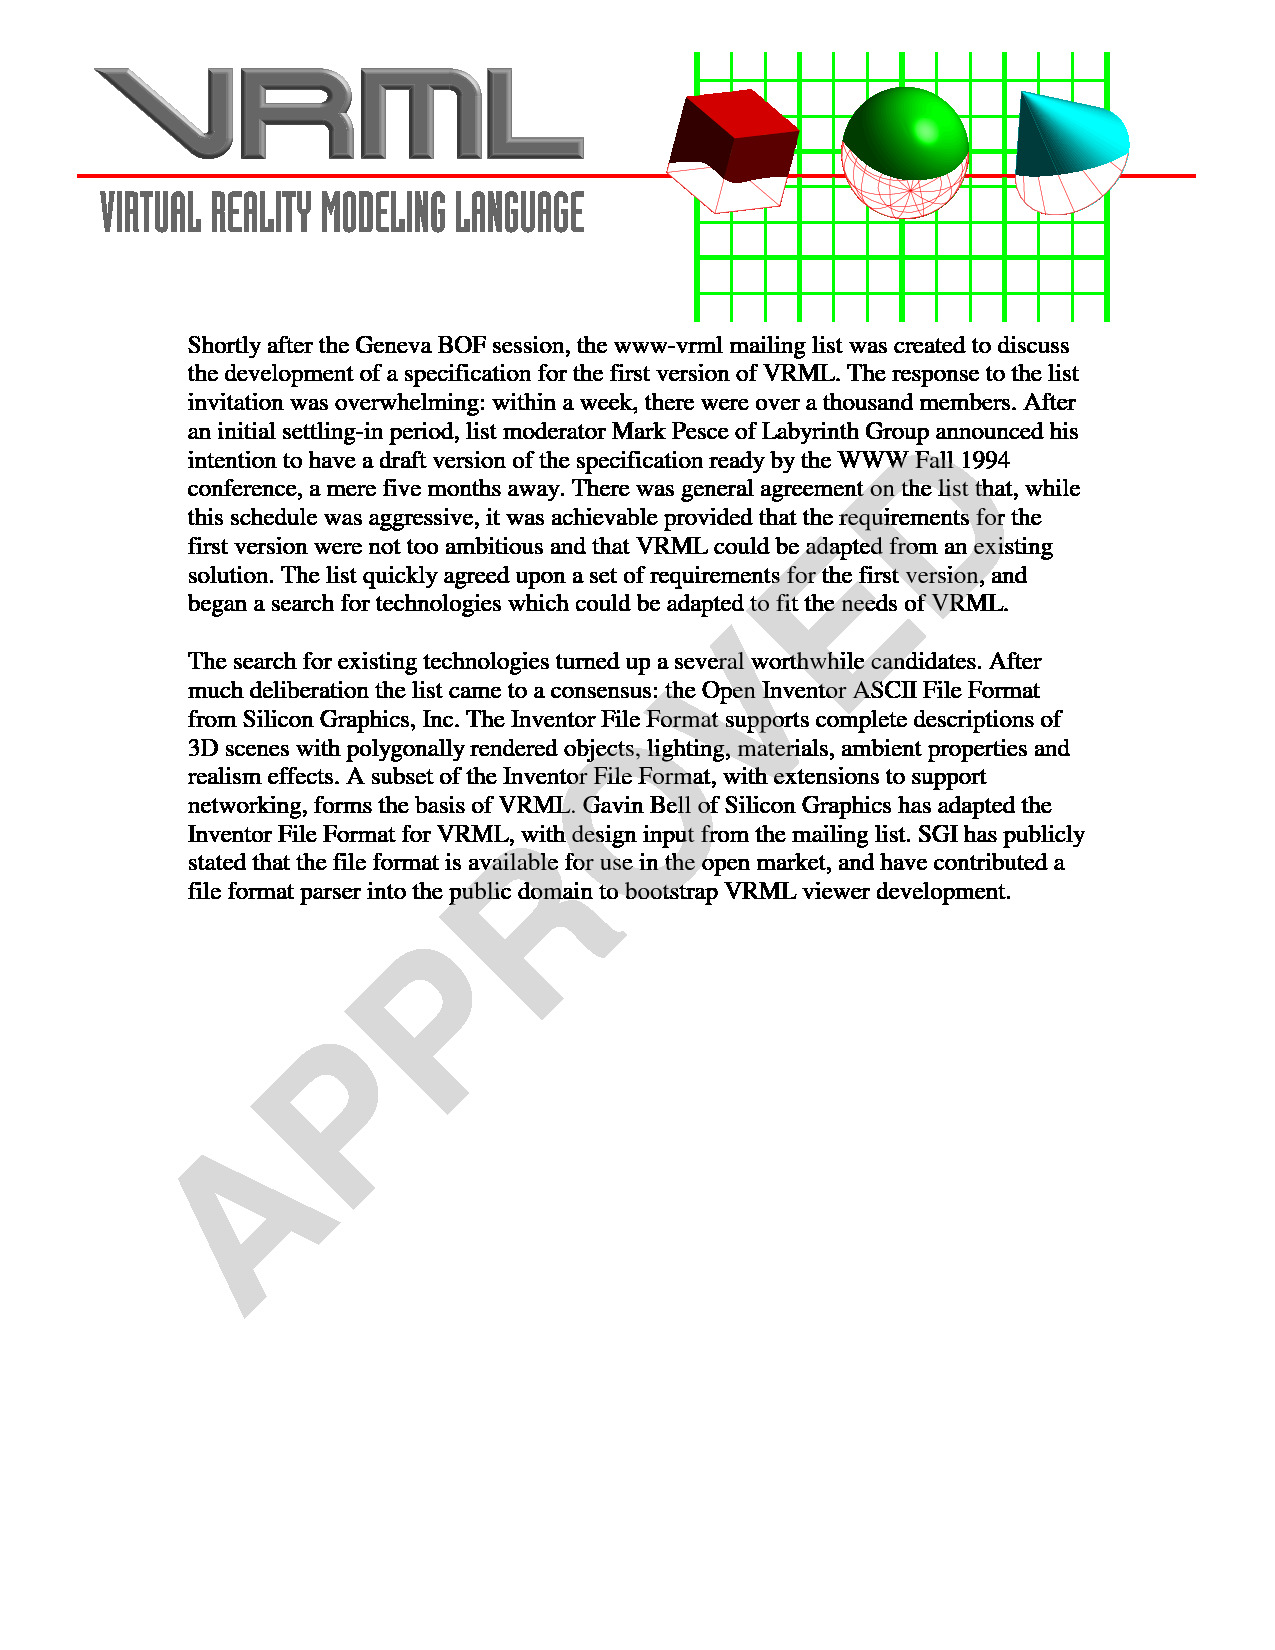 VRML
VIRTUAL REALITY MODELING LANGUAGE
Shortly after the Geneva BOF session, the www-vrml mailing list was created to discuss
the development of a specification for the first version of VRML. The response to the list
invitation was overwhelming: within a week, there were over a thousand members. After
an initial settling-in period, list moderator Mark Pesce of Labyrinth Group announced his
intention to have a draft version of the specification ready by the WWW Fall 1994
conference, a mere five months away. There was general agreement on the list that, while
this schedule was aggressive, it was achievable provided that the requirements for the
first version were not too ambitious and that VRML could be adapted from an existing
solution. The list quickly agreed upon a set of requirements for the first version, and
began a search for technologies which could be adapted to fit the needs of VRML.
The search for existing technologies turned up a several worthwhile candidates. After
much deliberation the list came to a consensus: the Open Inventor ASCII File Format
from Silicon Graphics, Inc. The Inventor File Format supports complete descriptions of
3D scenes with polygonally rendered objects, lighting, materials, ambient properties and
realism effects. A subset of the Inventor File Format, with extensions to support
networking, forms the basis of VRML. Gavin Bell of Silicon Graphics has adapted the
Inventor File Format for VRML, with design input from the mailing list. SGI has publicly
stated that the file format is available for use in the open market, and have contributed a
file format parser into the public domain to bootstrap VRML viewer development.
APPROVED